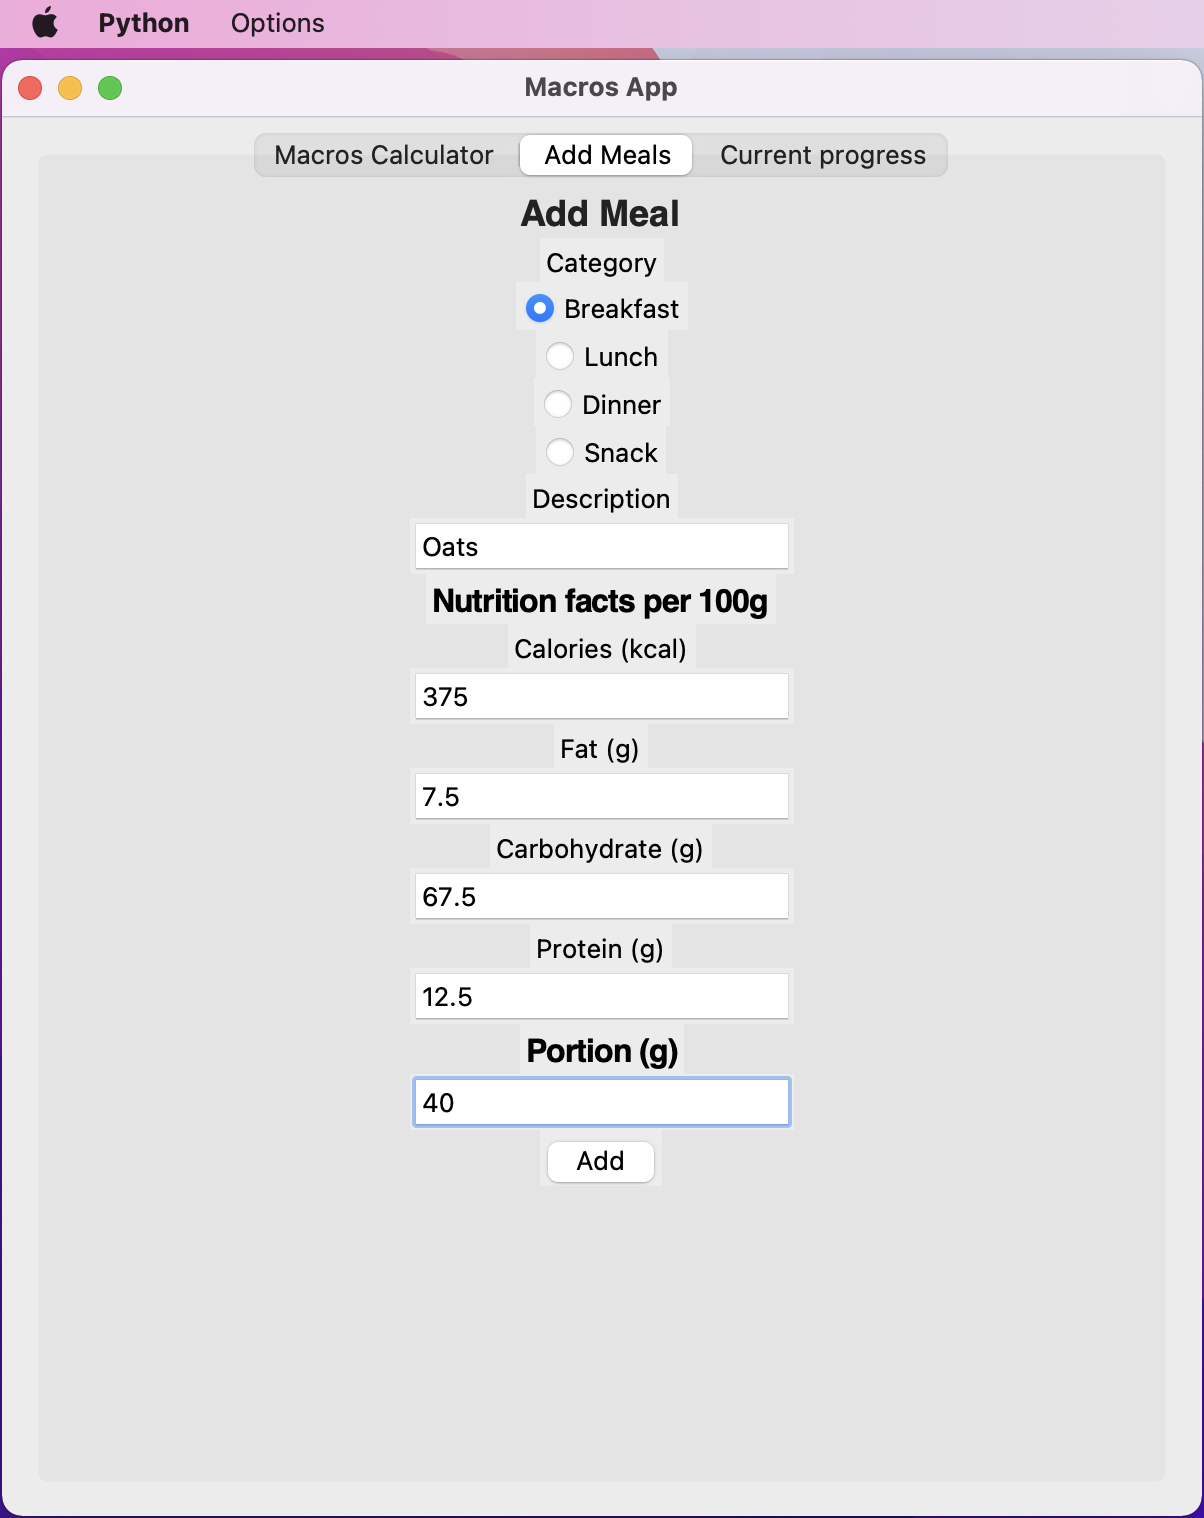 Python Options
Macros App
Macros Calculator Add Meals Current progress
Add Meal
Category
Breakfast
Lunch
Dinner
Snack
Description
Oats
Nutrition facts per 100g
Calories (kcal)
375
Fat (g)
7.5
Carbohydrate (g)
67.5
Protein (g)
12.5
Portion (g)
40
Add